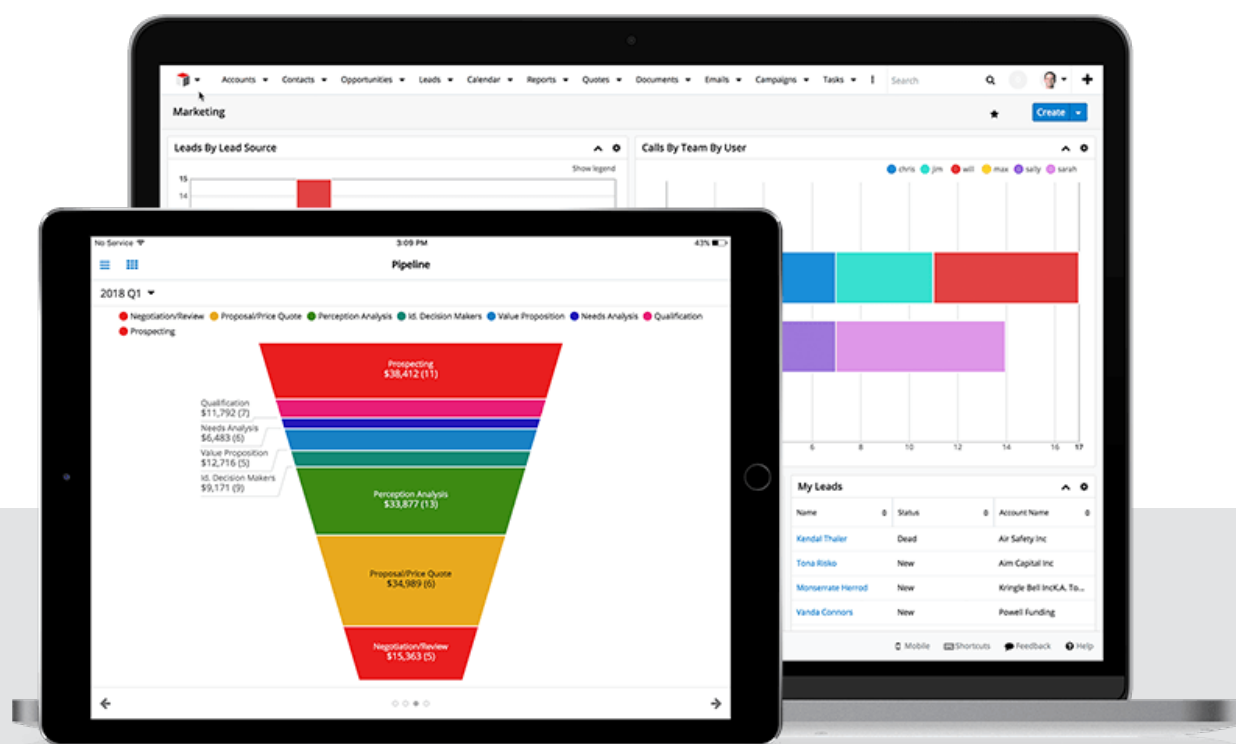 Accounts Contacts Opportunities Leads Calendar Reports Quotes Documents Emails Campaigns Tasks Search
Marketing
Create
Leads By Lead Source
Show legend
15
14
Calls By Team By User
chris jim will max sally sarah
6 8 10 12 14 16 17
My Leads
Name Status Account Name
Kendal Thaler Dead Air Safety Inc
Tona Risko New Aim Capital Inc
Monserrate Herrod New Kringle Bell IncK.A. To...
Vanda Connors New Powell Funding
Mobile Shortcuts Feedback Help
No Service 3:09 PM 43%
Pipeline
2018 Q1
Negotiation/Review Proposal/Price Quote Perception Analysis Id. Decision Makers Value Proposition Needs Analysis Qualification
Prospecting
Prospecting
$38,412 (11)
Qualification
$11,792 (7)
Needs Analysis
$6,483 (6)
Value Proposition
$12,716 (5)
Id. Decision Makers
$9,171 (9)
Perception Analysis
$33,877 (13)
Proposal/Price Quote
$34,989 (6)
Negotiation/Review
$15,363 (5)